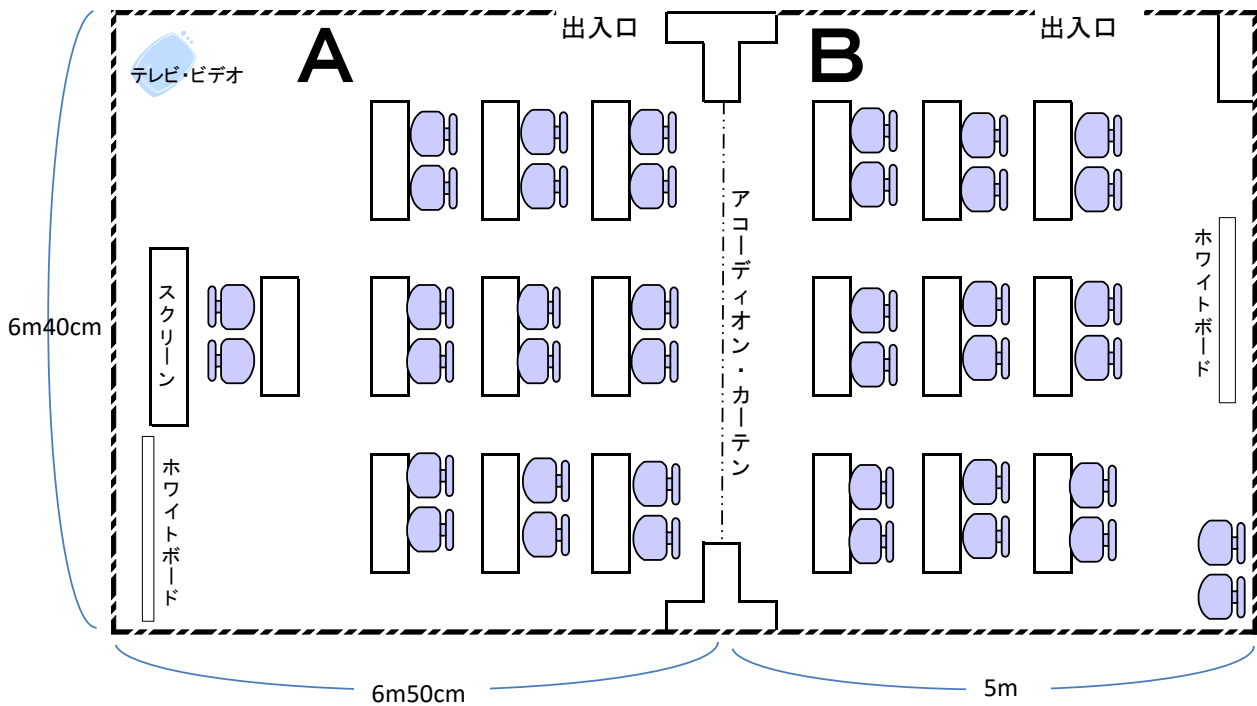 出入口
出入口
A
B
テレビ・ビデオ
アコーディオン・カーテン
ホワイトボード
スクリーン
6m40cm
ホワイトボード
6m50cm
5m